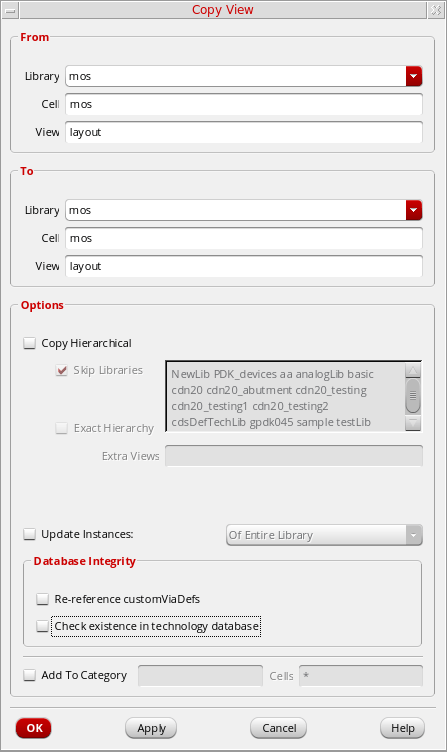 Copy View
From
Library mos
Cell mos
View layout
To
Library mos
Cell mos
View layout
Options
Copy Hierarchical
Skip Libraries
NewLib PDK_devices aa analogLib basic
cdn20 cdn20_abutment cdn20_testing
cdn20_testing1 cdn20_testing2
cdsDefTechLib gpdk045 sample testLib
Exact Hierarchy
Extra Views
Update Instances: Of Entire Library
Database Integrity
Re-reference customViaDefs
Check existence in technology database
Add To Category Cells *
OK Apply Cancel Help